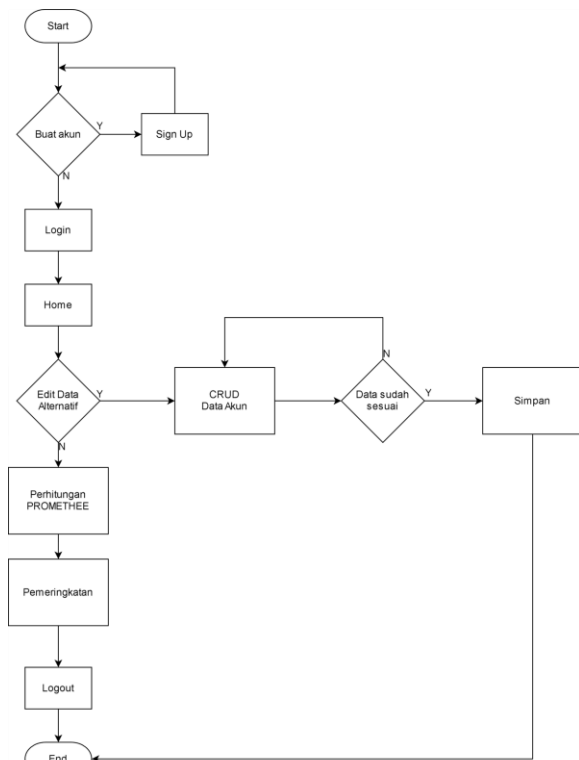 Start
Buat akun
Y
Sign Up
N
Login
Home
Edit Data
Alternatif
Y
CRUD
Data Akun
N
Data sudah
sesuai
Y
Simpan
N
Perhitungan
PROMETHEE
Pemeringkatan
Logout
End